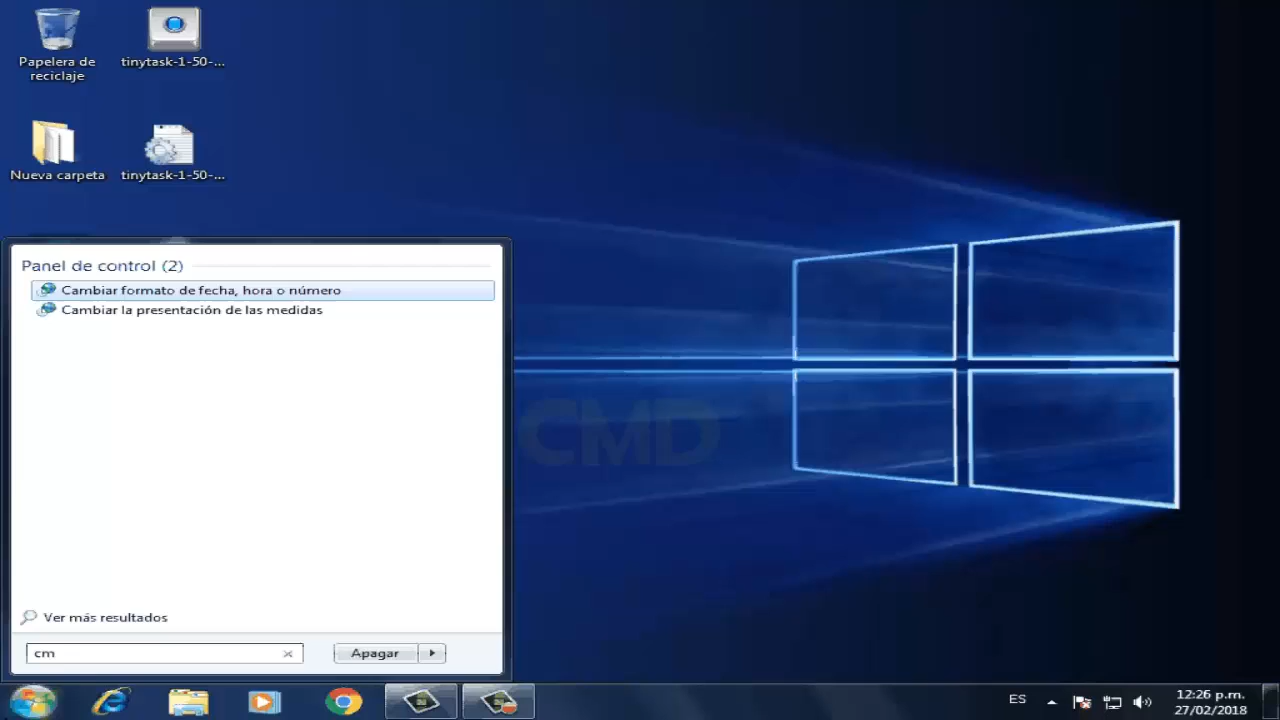 Papelera de
reciclaje
tinytask-1-50-...
Nueva carpeta
tinytask-1-50-...
Panel de control (2)
Cambiar formato de fecha, hora o número
Cambiar la presentación de las medidas
CMD
Ver más resultados
cm
Apagar
ES
12:26 p.m.
27/02/2018